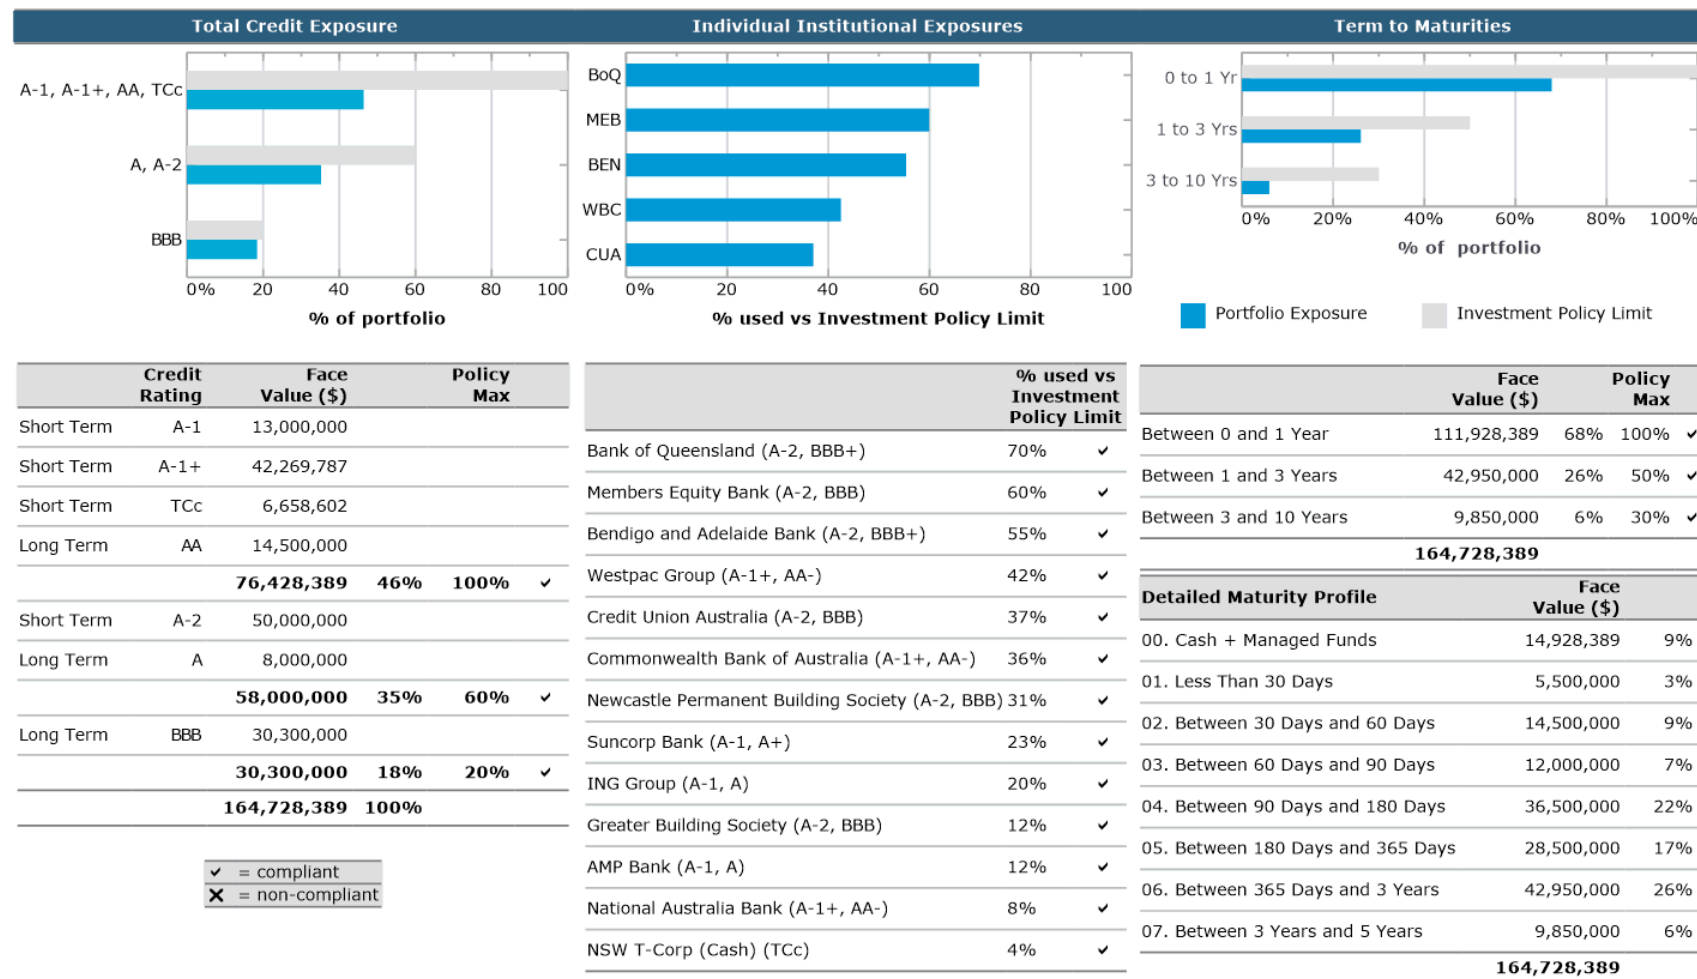 Total Credit Exposure
A-1, A-1+, AA, TCc
A, A-2
BBB
0% 20 40 60 80 100
% of portfolio
Individual Institutional Exposures
BoQ
MEB
BEN
WBC
CUA
0% 20 40 60 80 100
% used vs Investment Policy Limit
Term to Maturities
0 to 1 Yr
1 to 3 Yrs
3 to 10 Yrs
0% 20% 40% 60% 80% 100%
% of portfolio
Portfolio Exposure Investment Policy Limit
Credit Face Policy
Rating Value ($) Max
Short Term A-1 13,000,000
Short Term A-1+ 42,269,787
Short Term TCc 6,658,602
Long Term AA 14,500,000
76,428,389 46% 100% ✔
Short Term A-2 50,000,000
Long Term A 8,000,000
58,000,000 35% 60% ✔
Long Term BBB 30,300,000
30,300,000 18% 20% ✔
164,728,389 100%
✔ = compliant
✕ = non-compliant
% used vs
Investment
Policy Limit
Bank of Queensland (A-2, BBB+) 70% ✔
Members Equity Bank (A-2, BBB) 60% ✔
Bendigo and Adelaide Bank (A-2, BBB+) 55% ✔
Westpac Group (A-1+, AA-) 42% ✔
Credit Union Australia (A-2, BBB) 37% ✔
Commonwealth Bank of Australia (A-1+, AA-) 36% ✔
Newcastle Permanent Building Society (A-2, BBB) 31% ✔
Suncorp Bank (A-1, A+) 23% ✔
ING Group (A-1, A) 20% ✔
Greater Building Society (A-2, BBB) 12% ✔
AMP Bank (A-1, A) 12% ✔
National Australia Bank (A-1+, AA-) 8% ✔
NSW T-Corp (Cash) (TCc) 4% ✔
Face Policy
Value ($) Max
Between 0 and 1 Year 111,928,389 68% 100% ✔
Between 1 and 3 Years 42,950,000 26% 50% ✔
Between 3 and 10 Years 9,850,000 6% 30% ✔
164,728,389
Detailed Maturity Profile Face
Value ($)
00. Cash + Managed Funds 14,928,389 9%
01. Less Than 30 Days 5,500,000 3%
02. Between 30 Days and 60 Days 14,500,000 9%
03. Between 60 Days and 90 Days 12,000,000 7%
04. Between 90 Days and 180 Days 36,500,000 22%
05. Between 180 Days and 365 Days 28,500,000 17%
06. Between 365 Days and 3 Years 42,950,000 26%
07. Between 3 Years and 5 Years 9,850,000 6%
164,728,389